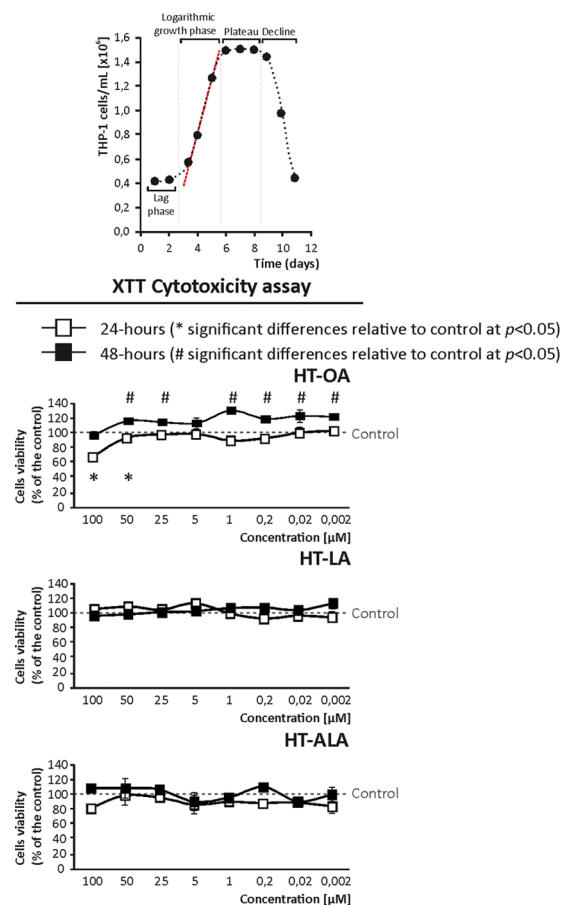 Logarithmic
growth phase Plateau Decline
THP-1 cells/mL [x10⁶]
1,6
1,4
1,2
1,0
0,8
0,6
0,4
0,2
0,0
Lag
phase
0 2 4 6 8 10 12
Time (days)
XTT Cytotoxicity assay
24-hours (* significant differences relative to control at p<0.05)
48-hours (# significant differences relative to control at p<0.05)
HT-OA
Cells viability
(% of the control)
140
120
100
80
60
40
20
0
# # # # # #
Control
* *
100 50 25 5 1 0,2 0,02 0,002
Concentration [µM]
HT-LA
Cells viability
(% of the control)
140
120
100
80
60
40
20
0
Control
100 50 25 5 1 0,2 0,02 0,002
Concentration [µM]
HT-ALA
Cells viability
(% of the control)
140
120
100
80
60
40
20
0
Control
100 50 25 5 1 0,2 0,02 0,002
Concentration [µM]